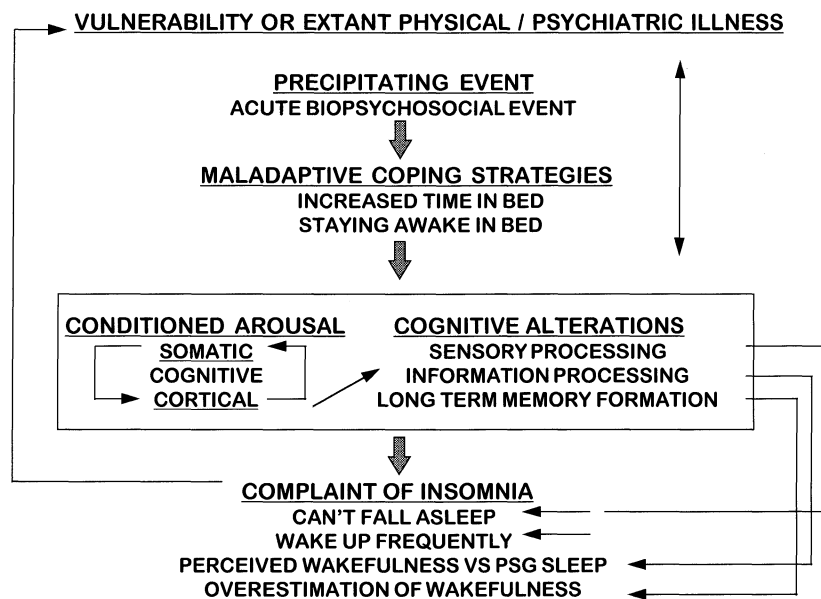 VULNERABILITY OR EXTANT PHYSICAL / PSYCHIATRIC ILLNESS
PRECIPITATING EVENT
ACUTE BIOPSYCHOSOCIAL EVENT
MALADAPTIVE COPING STRATEGIES
INCREASED TIME IN BED
STAYING AWAKE IN BED
CONDITIONED AROUSAL
SOMATIC
COGNITIVE
CORTICAL
COGNITIVE ALTERATIONS
SENSORY PROCESSING
INFORMATION PROCESSING
LONG TERM MEMORY FORMATION
COMPLAINT OF INSOMNIA
CAN'T FALL ASLEEP
WAKE UP FREQUENTLY
PERCEIVED WAKEFULNESS VS PSG SLEEP
OVERESTIMATION OF WAKEFULNESS